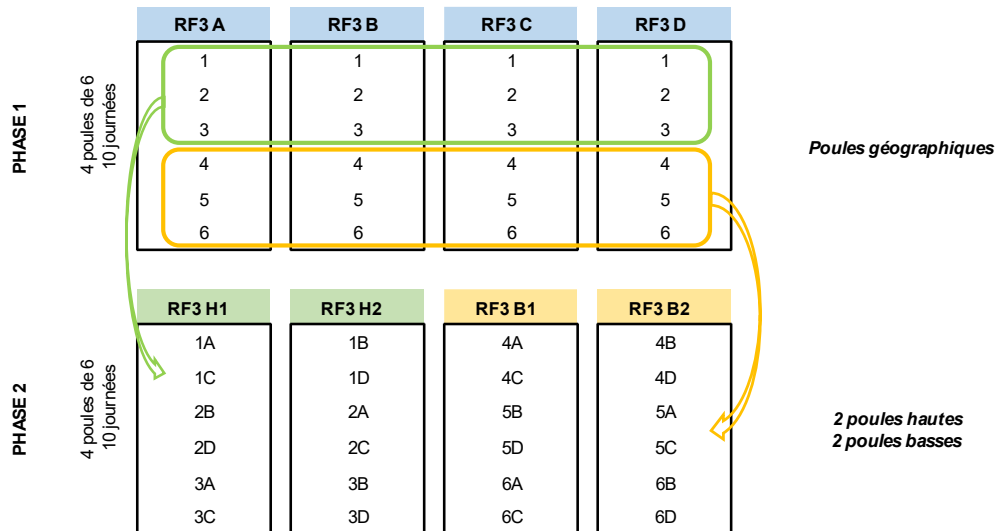 RF3 A RF3 B RF3 C RF3 D
PHASE 1
4 poules de 6
10 journées
1 1 1 1
2 2 2 2
3 3 3 3
4 4 4 4
5 5 5 5
6 6 6 6
Poules géographiques
RF3 H1 RF3 H2 RF3 B1 RF3 B2
PHASE 2
4 poules de 6
10 journées
1A 1B 4A 4B
1C 1D 4C 4D
2B 2A 5B 5A
2D 2C 5D 5C
3A 3B 6A 6B
3C 3D 6C 6D
2 poules hautes
2 poules basses